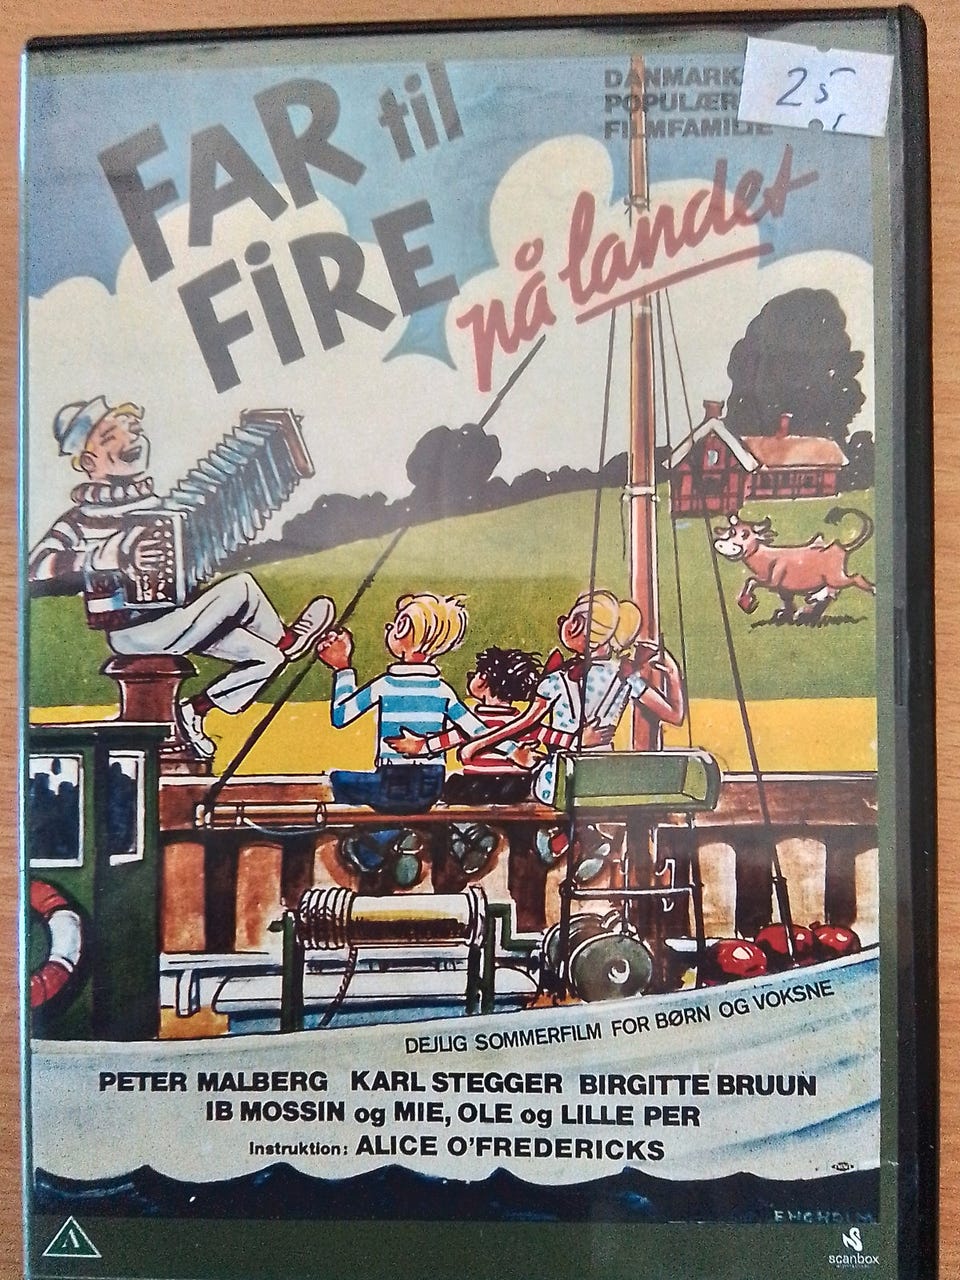 FAR til
FIRE
på landet
DANMARKS
POPULÆR
FILMFAMILIE
25
DEJLIG SOMMERFILM FOR BØRN OG VOKSNE
PETER MALBERG KARL STEGGER BIRGITTE BRUUN
IB MOSSIN og MIE, OLE og LILLE PER
Instruktion: ALICE O'FREDERICKS
ENGHOLM
A
scanbox